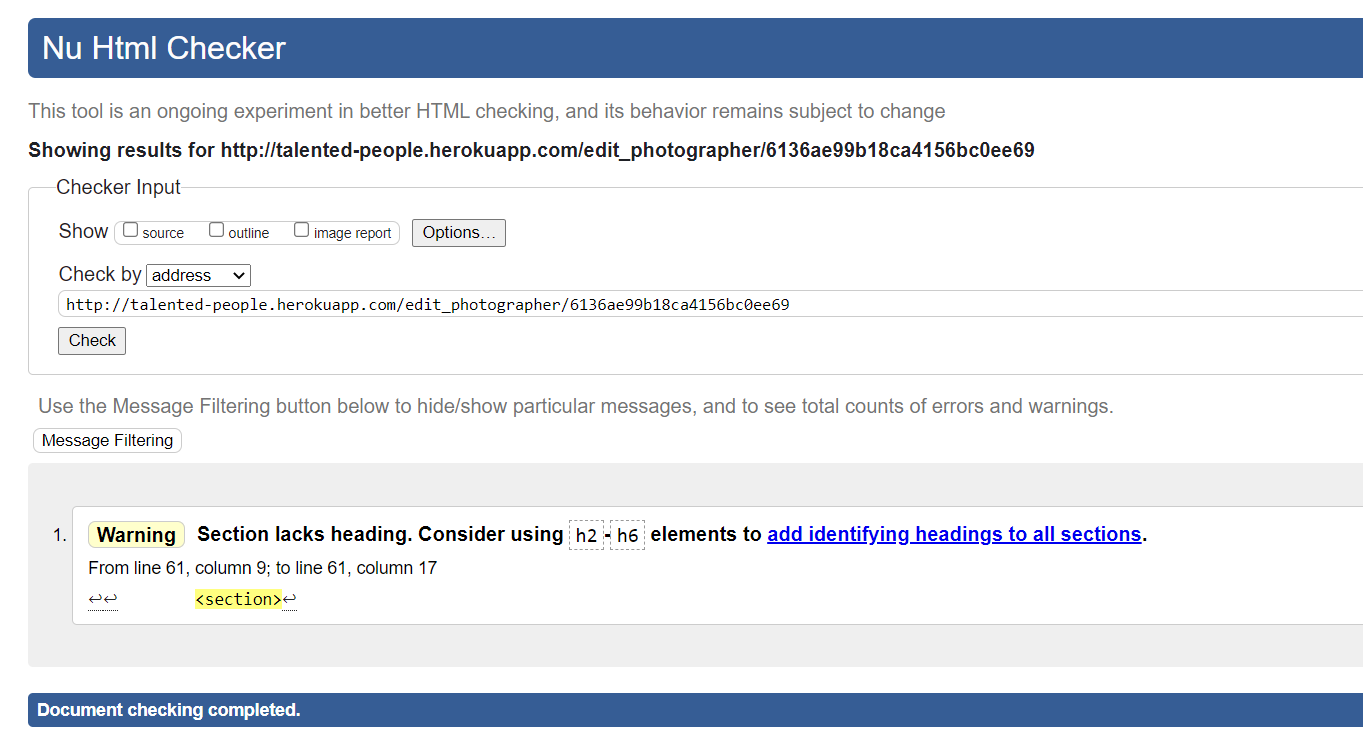 Nu Html Checker
This tool is an ongoing experiment in better HTML checking, and its behavior remains subject to change
Showing results for http://talented-people.herokuapp.com/edit_photographer/6136ae99b18ca4156bc0ee69
Checker Input
Show source outline image report Options…
Check by address
http://talented-people.herokuapp.com/edit_photographer/6136ae99b18ca4156bc0ee69
Check
Use the Message Filtering button below to hide/show particular messages, and to see total counts of errors and warnings.
Message Filtering
1. Warning Section lacks heading. Consider using h2-h6 elements to add identifying headings to all sections.
From line 61, column 9; to line 61, column 17
↩↩ <section>↩
Document checking completed.